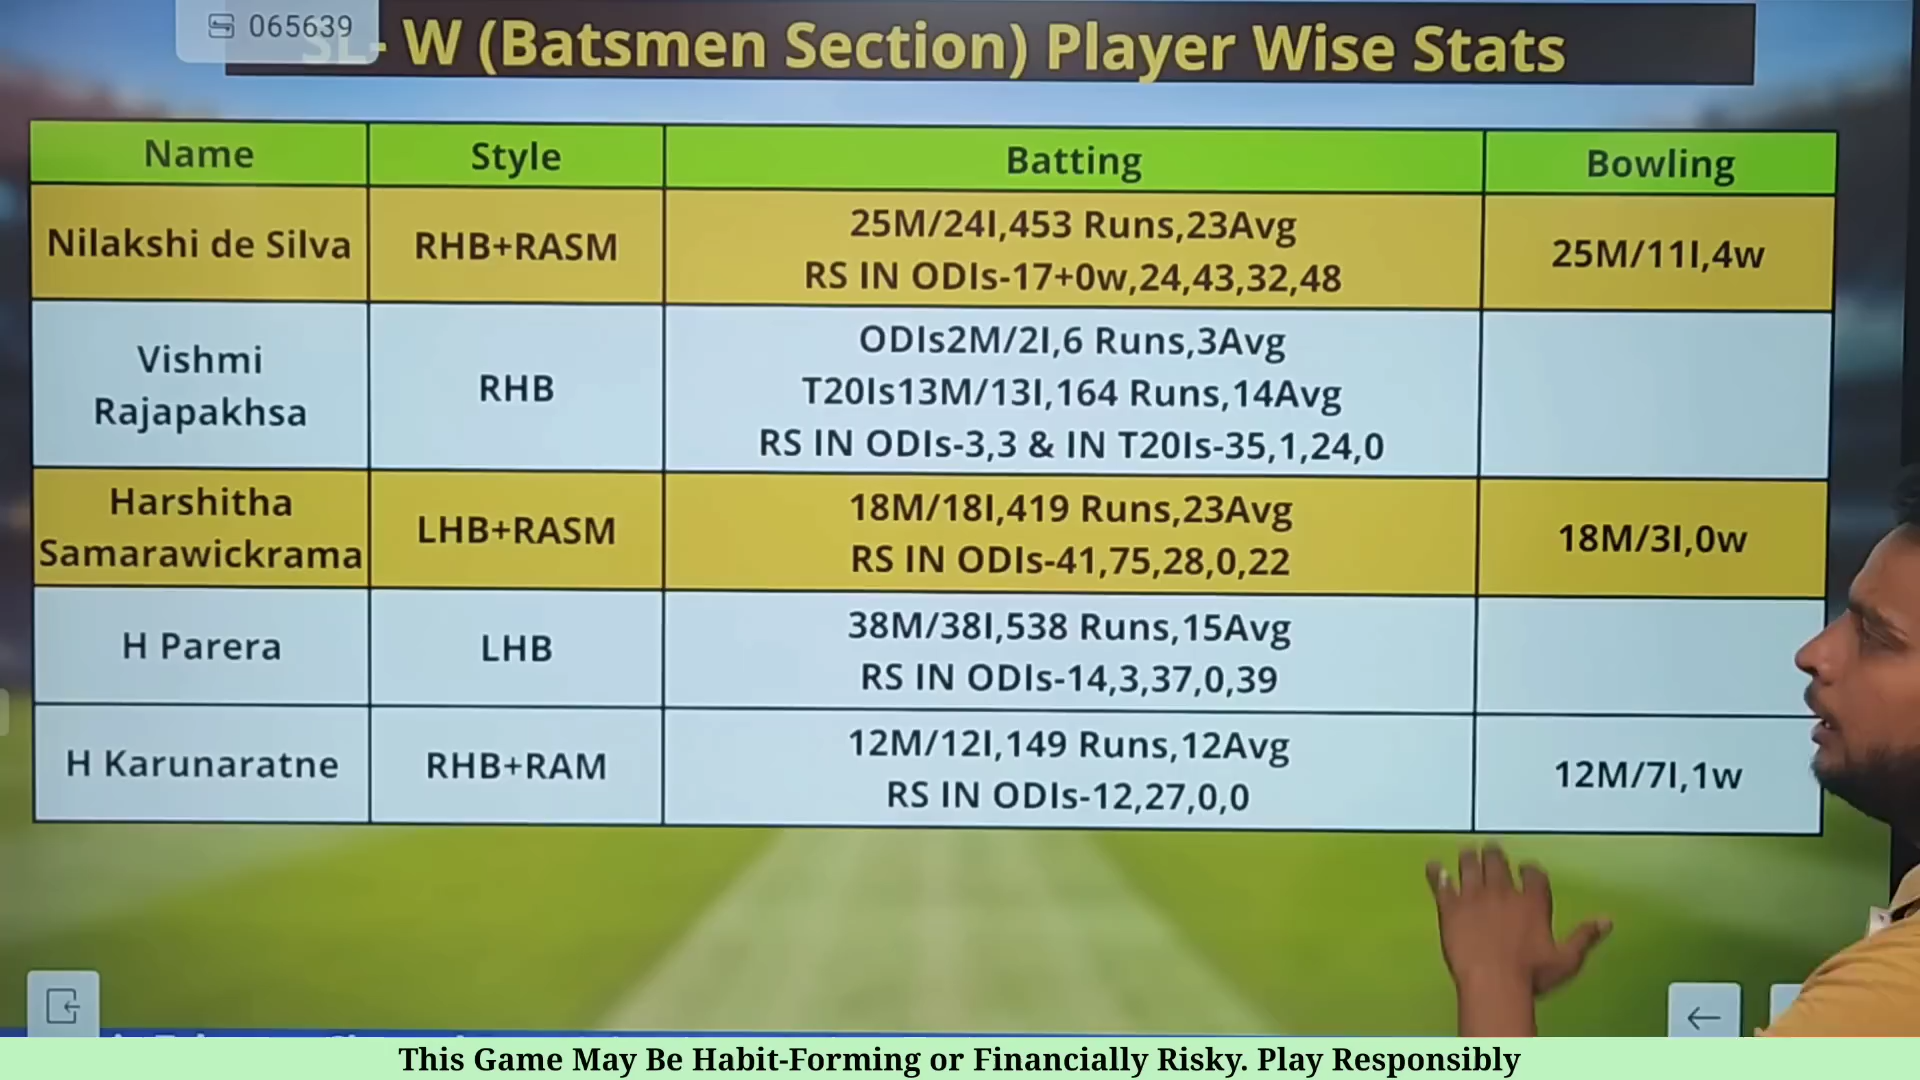 065639
SL- W (Batsmen Section) Player Wise Stats
Name Style Batting Bowling
Nilakshi de Silva RHB+RASM 25M/24I,453 Runs,23Avg 25M/11I,4w
RS IN ODIs-17+0w,24,43,32,48
Vishmi Rajapakhsa RHB ODIs2M/2I,6 Runs,3Avg
T20Is13M/13I,164 Runs,14Avg
RS IN ODIs-3,3 & IN T20Is-35,1,24,0
Harshitha Samarawickrama LHB+RASM 18M/18I,419 Runs,23Avg 18M/3I,0w
RS IN ODIs-41,75,28,0,22
H Parera LHB 38M/38I,538 Runs,15Avg
RS IN ODIs-14,3,37,0,39
H Karunaratne RHB+RAM 12M/12I,149 Runs,12Avg 12M/7I,1w
RS IN ODIs-12,27,0,0
This Game May Be Habit-Forming or Financially Risky. Play Responsibly